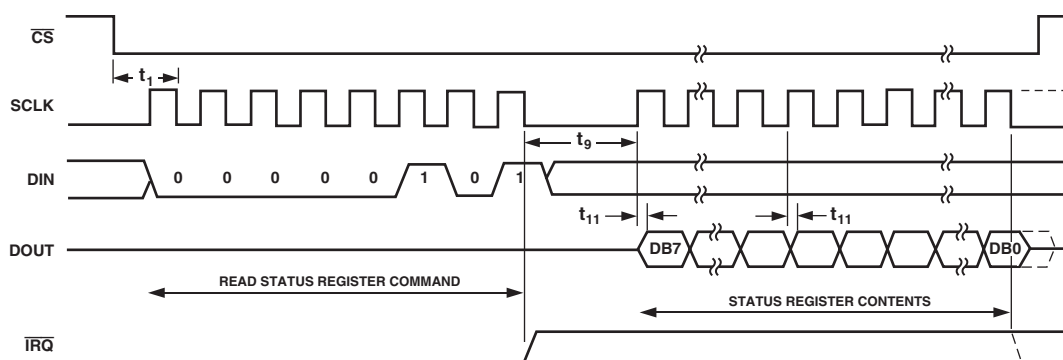 CS
t1
SCLK
t9
DIN
0 0 0 0 0 1 0 1
t11
t11
DOUT
DB7
DB0
READ STATUS REGISTER COMMAND
STATUS REGISTER CONTENTS
IRQ